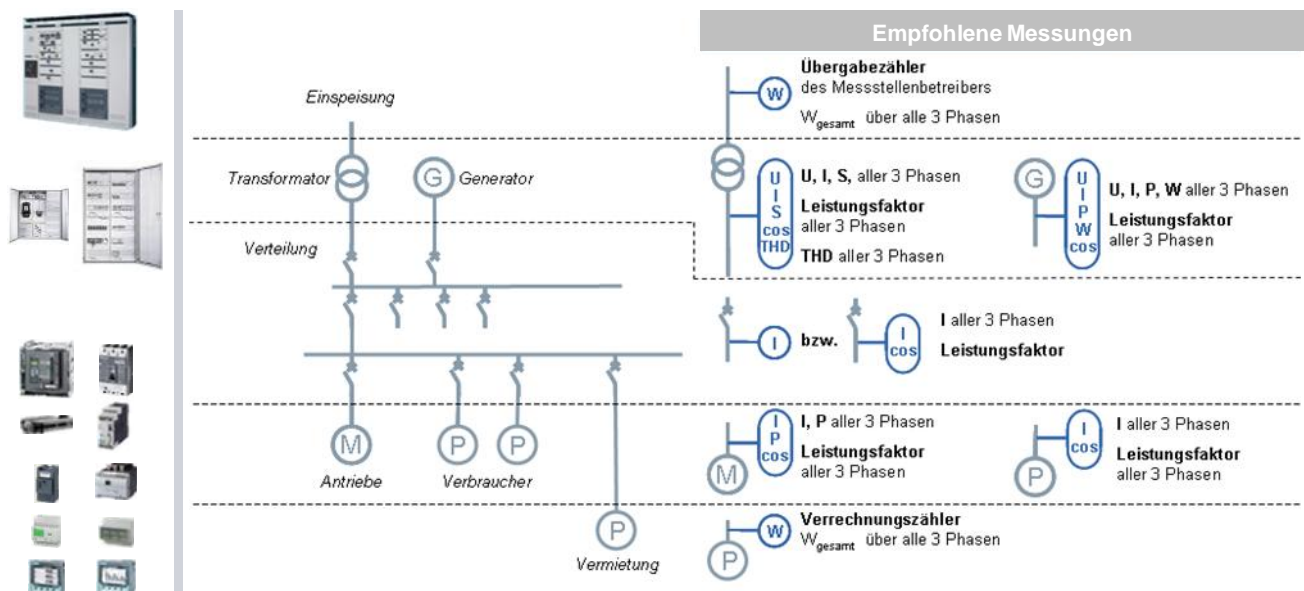 Empfohlene Messungen
Einspeisung
Transformator
G
Generator
Verteilung
M
P
P
Antriebe
Verbraucher
P
Vermietung
W
Übergabezähler
des Messstellenbetreibers
Wgesamt über alle 3 Phasen
U
I
S
cos
THD
U, I, S, aller 3 Phasen
Leistungsfaktor
aller 3 Phasen
THD aller 3 Phasen
G
U
I
P
W
cos
U, I, P, W aller 3 Phasen
Leistungsfaktor
aller 3 Phasen
I
bzw.
I
cos
I aller 3 Phasen
Leistungsfaktor
M
I
P
cos
I, P aller 3 Phasen
Leistungsfaktor
aller 3 Phasen
P
I
cos
I aller 3 Phasen
Leistungsfaktor
aller 3 Phasen
P
W
Verrechnungszähler
Wgesamt über alle 3 Phasen